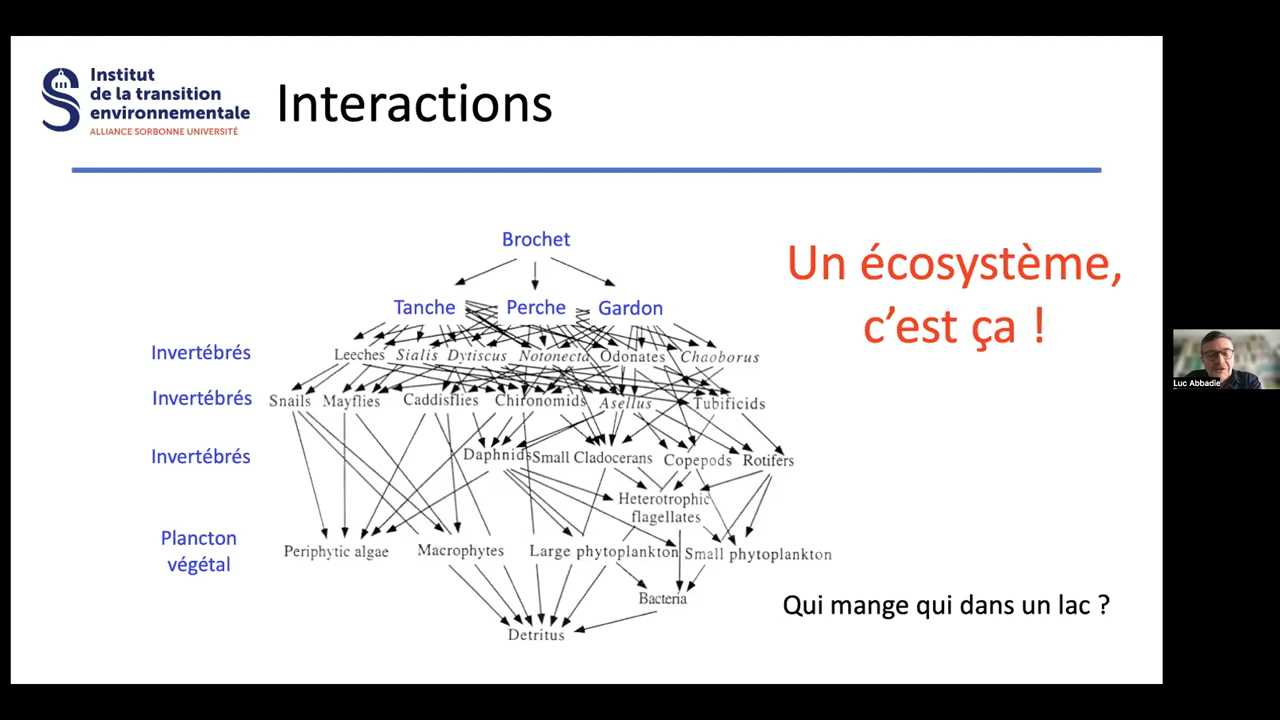 Institut
de la transition
environnementale
ALLIANCE SORBONNE UNIVERSITÉ
Interactions
Brochet
Un écosystème,
c’est ça !
Tanche Perche Gardon
Invertébrés Leeches Sialis Dytiscus Notonecta Odonates Chaoborus
Luc Abbadie
Invertébrés Snails Mayflies Caddisflies Chironomids Asellus Tubificids
Invertébrés Daphnids Small Cladocerans Copepods Rotifers
Heterotrophic
flagellates
Plancton
végétal
Periphytic algae Macrophytes Large phytoplankton Small phytoplankton
Bacteria
Qui mange qui dans un lac ?
Detritus